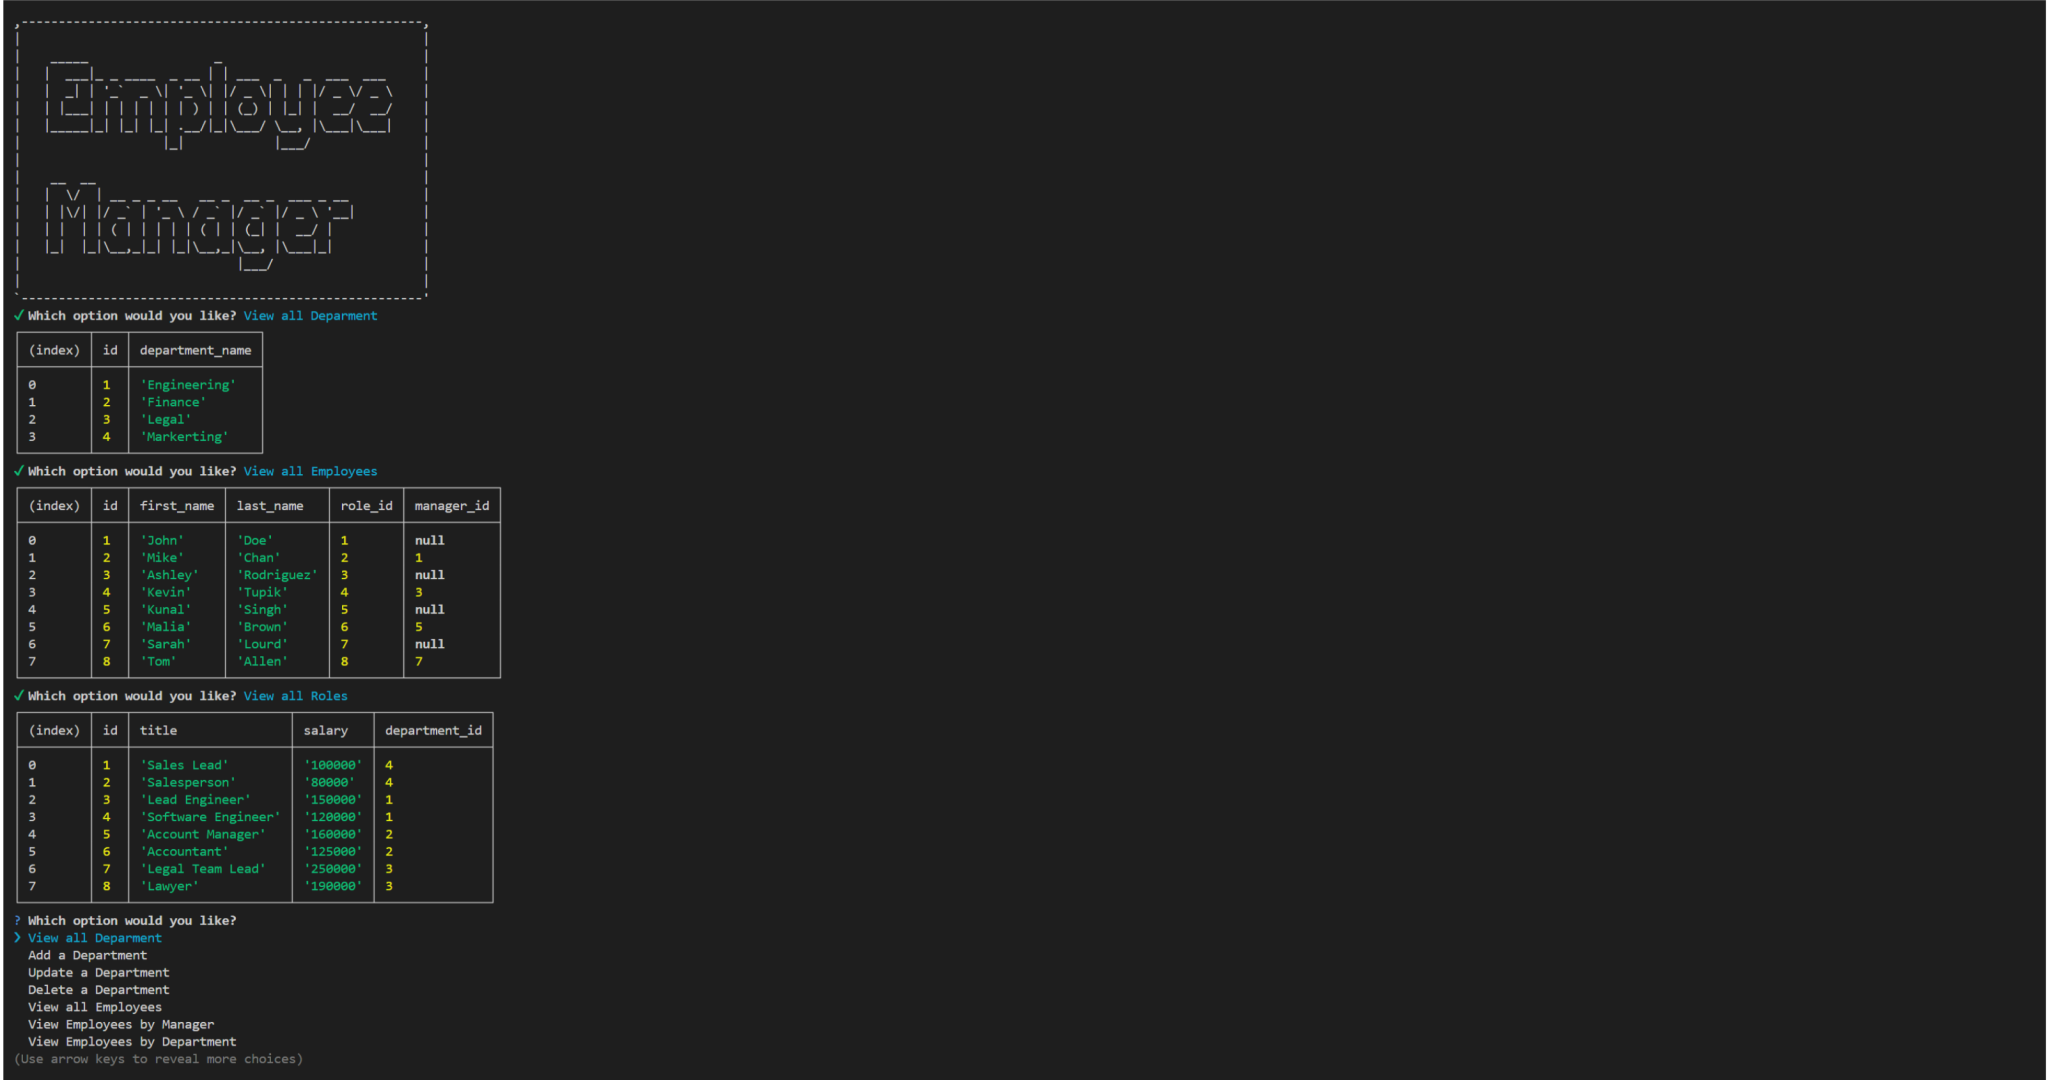 Employee
Manager
✓ Which option would you like? View all Deparment
(index) id department_name
0 1 'Engineering'
1 2 'Finance'
2 3 'Legal'
3 4 'Markerting'
✓ Which option would you like? View all Employees
(index) id first_name last_name role_id manager_id
0 1 'John' 'Doe' 1 null
1 2 'Mike' 'Chan' 2 1
2 3 'Ashley' 'Rodriguez' 3 null
3 4 'Kevin' 'Tupik' 4 3
4 5 'Kunal' 'Singh' 5 null
5 6 'Malia' 'Brown' 6 5
6 7 'Sarah' 'Lourd' 7 null
7 8 'Tom' 'Allen' 8 7
✓ Which option would you like? View all Roles
(index) id title salary department_id
0 1 'Sales Lead' '100000' 4
1 2 'Salesperson' '80000' 4
2 3 'Lead Engineer' '150000' 1
3 4 'Software Engineer' '120000' 1
4 5 'Account Manager' '160000' 2
5 6 'Accountant' '125000' 2
6 7 'Legal Team Lead' '250000' 3
7 8 'Lawyer' '190000' 3
? Which option would you like?
❯ View all Deparment
Add a Department
Update a Department
Delete a Department
View all Employees
View Employees by Manager
View Employees by Department
(Use arrow keys to reveal more choices)